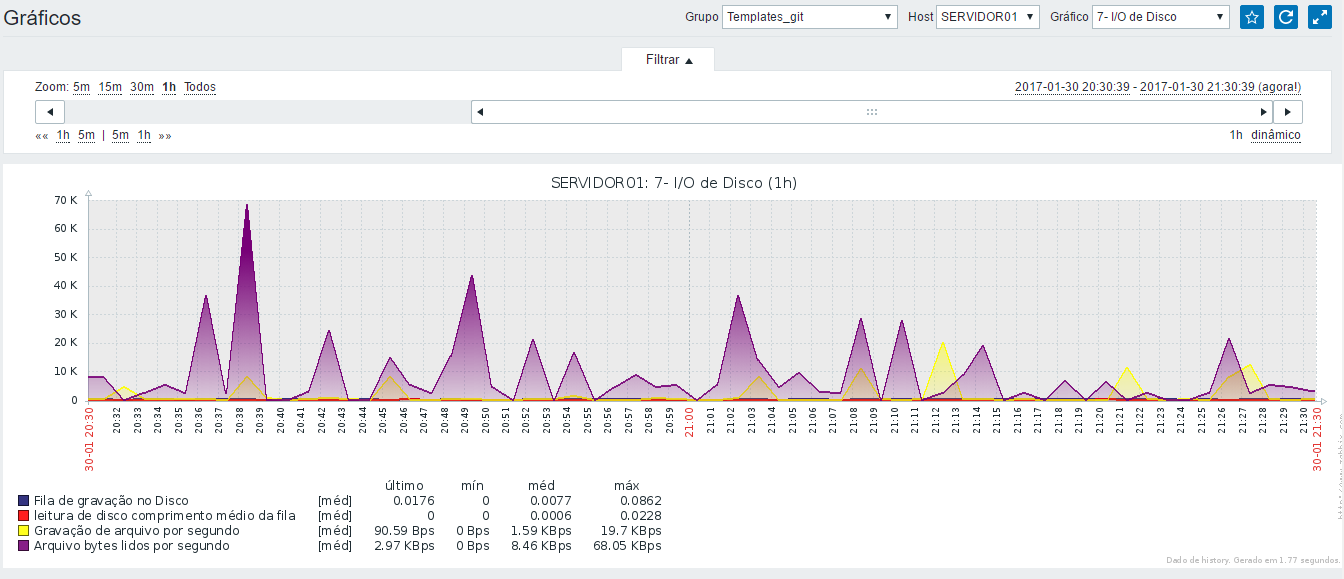 Gráficos Grupo Templates_git Host SERVIDOR01 Gráfico 7- I/O de Disco
Filtrar
Zoom: 5m 15m 30m 1h Todos 2017-01-30 20:30:39 - 2017-01-30 21:30:39 (agora!)
«« 1h 5m | 5m 1h »» 1h dinâmico
SERVIDOR01: 7- I/O de Disco (1h)
70 K
60 K
50 K
40 K
30 K
20 K
10 K
0
30-01 20:30 20:32 20:33 20:34 20:35 20:36 20:37 20:38 20:39 20:40 20:41 20:42 20:43 20:44 20:45 20:46 20:47 20:48 20:49 20:50 20:51 20:52 20:53 20:54 20:55 20:56 20:57 20:58 20:59 21:00 21:01 21:02 21:03 21:04 21:05 21:06 21:07 21:08 21:09 21:10 21:11 21:12 21:13 21:14 21:15 21:16 21:17 21:18 21:19 21:20 21:21 21:22 21:23 21:24 21:25 21:26 21:27 21:28 21:29 21:30 30-01 21:30
último mín méd máx
Fila de gravação no Disco [méd] 0.0176 0 0.0077 0.0862
leitura de disco comprimento médio da fila [méd] 0 0 0.0006 0.0228
Gravação de arquivo por segundo [méd] 90.59 Bps 0 Bps 1.59 KBps 19.7 KBps
Arquivo bytes lidos por segundo [méd] 2.97 KBps 0 Bps 8.46 KBps 68.05 KBps
Dado de history. Gerado em 1,77 segundos.